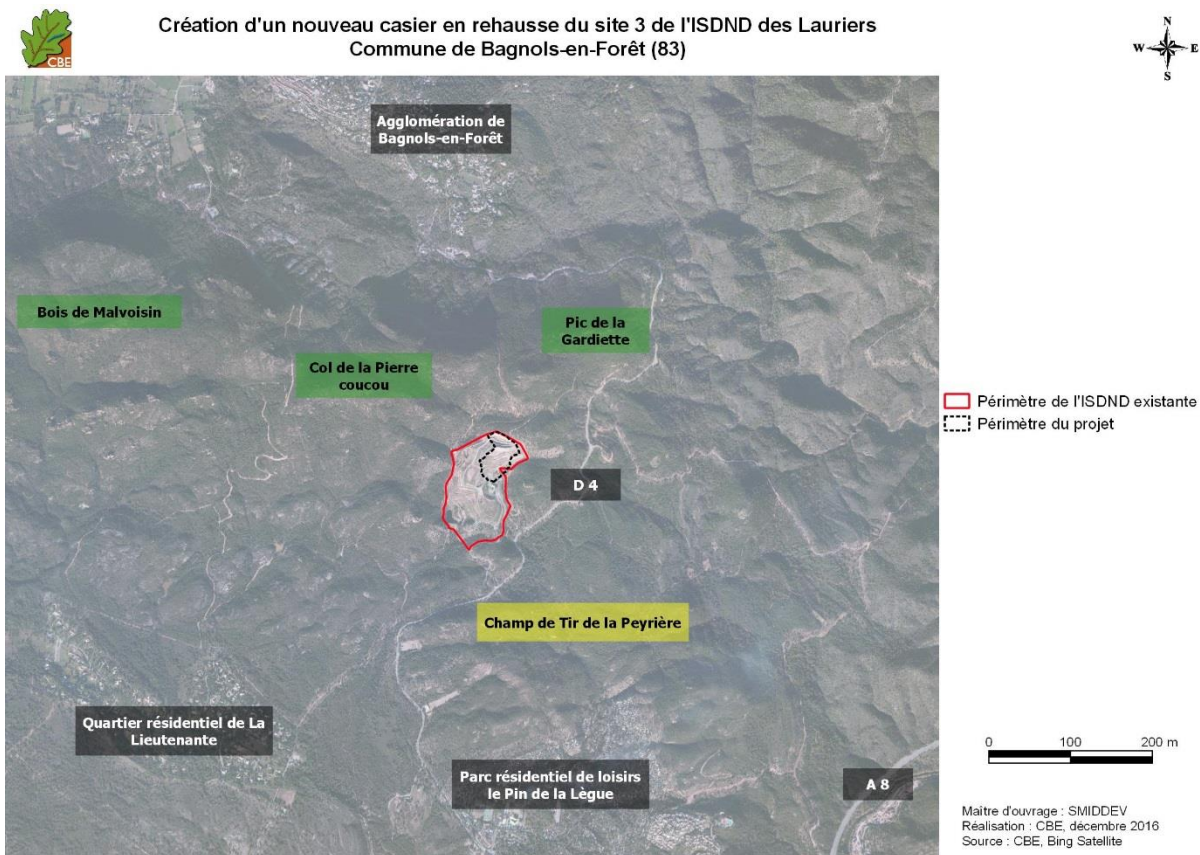 Création d'un nouveau casier en rehausse du site 3 de l'ISDND des Lauriers
Commune de Bagnols-en-Forêt (83)
CBE
N
W
E
S
Agglomération de
Bagnols-en-Forêt
Bois de Malvoisin
Pic de la
Gardiette
Col de la Pierre
coucou
Périmètre de l'ISDND existante
Périmètre du projet
D 4
Champ de Tir de la Peyrière
Quartier résidentiel de La
Lieutenante
Parc résidentiel de loisirs
le Pin de la Lègue
A 8
0 100 200 m
Maître d'ouvrage : SMIDDEV
Réalisation : CBE, décembre 2016
Source : CBE, Bing Satellite